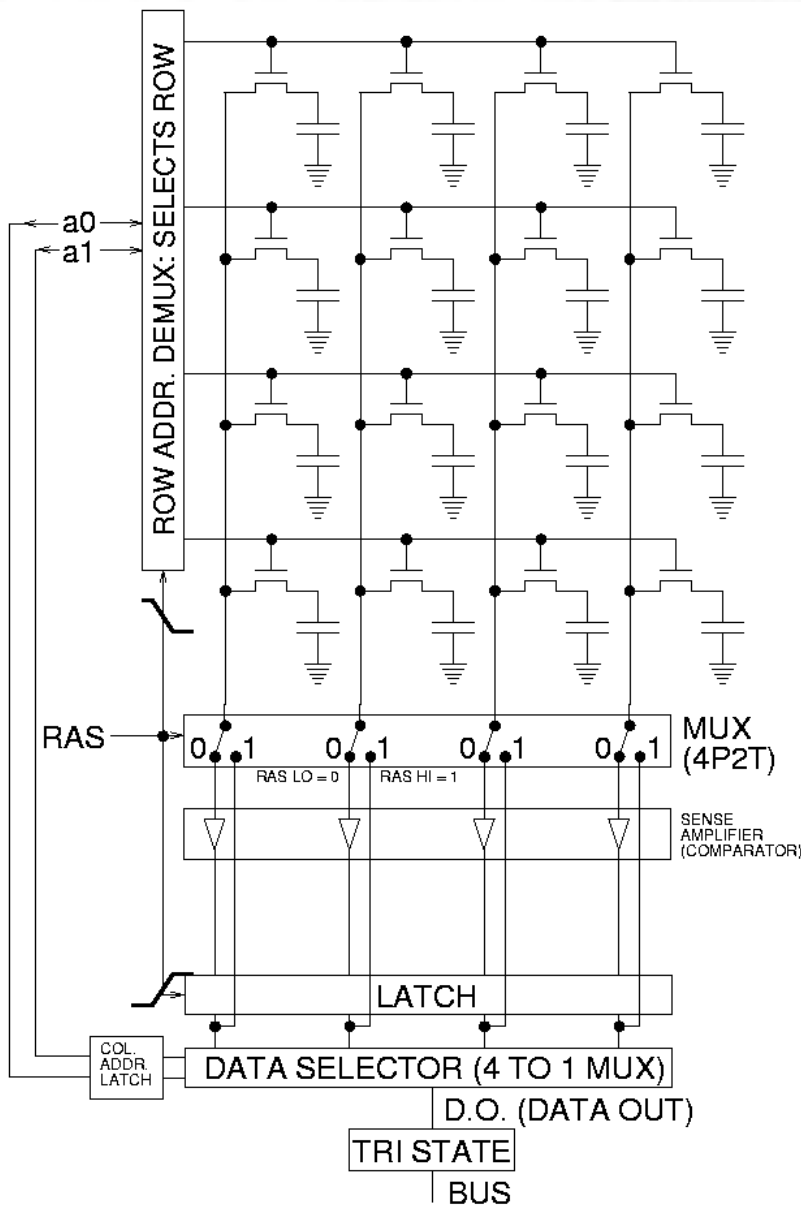 ROW ADDR. DEMUX: SELECTS ROW
a0
a1
RAS
0 1
0 1
0 1
0 1
MUX
(4P2T)
RAS LO = 0
RAS HI = 1
SENSE
AMPLIFIER
(COMPARATOR)
LATCH
COL.
ADDR.
LATCH
DATA SELECTOR (4 TO 1 MUX)
D.O. (DATA OUT)
TRI STATE
BUS